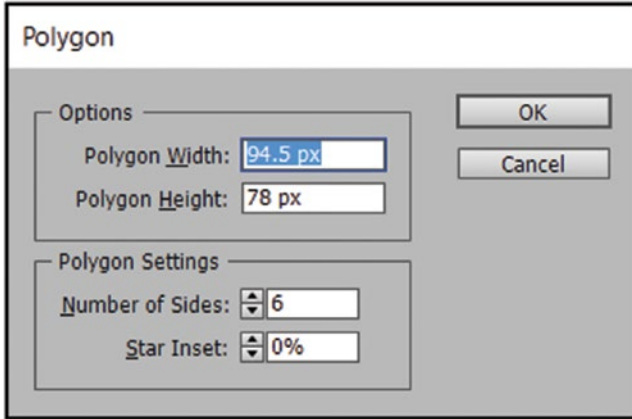 Polygon
Options
OK
Polygon Width: 94.5 px
Cancel
Polygon Height: 78 px
Polygon Settings
Number of Sides: 6
Star Inset: 0%